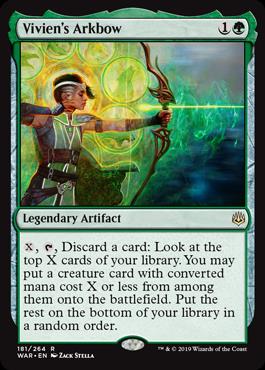 Vivien's Arkbow 1
Legendary Artifact
X, T, Discard a card: Look at the
top X cards of your library. You may
put a creature card with converted
mana cost X or less from among
them onto the battlefield. Put the
rest on the bottom of your library in
a random order.
181/264 R
WAR • EN Zack Stella ™ & © 2019 Wizards of the Coast